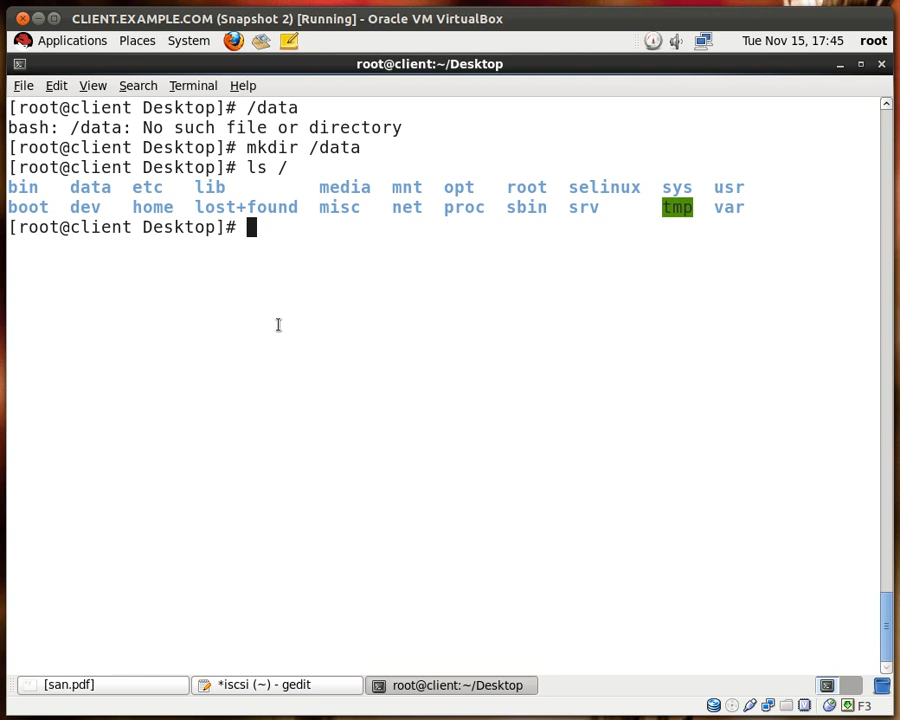 CLIENT.EXAMPLE.COM (Snapshot 2) [Running] - Oracle VM VirtualBox
Applications Places System Tue Nov 15, 17:45 root
root@client:~/Desktop
File Edit View Search Terminal Help
[root@client Desktop]# /data
bash: /data: No such file or directory
[root@client Desktop]# mkdir /data
[root@client Desktop]# ls /
bin data etc lib media mnt opt root selinux sys usr
boot dev home lost+found misc net proc sbin srv tmp var
[root@client Desktop]#
[san.pdf] *iscsi (~) - gedit root@client:~/Desktop
F3